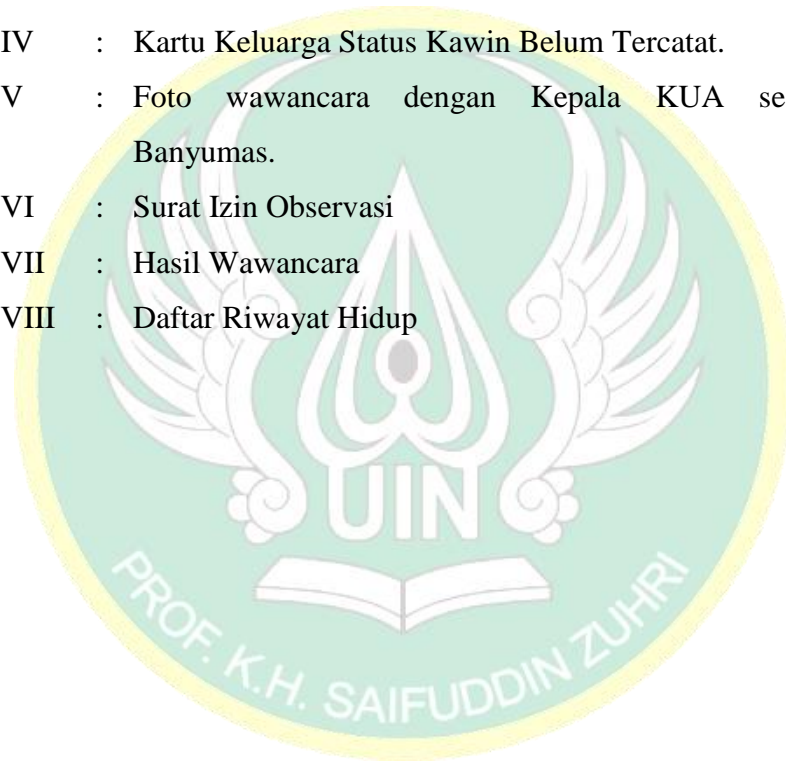 IV : Kartu Keluarga Status Kawin Belum Tercatat.
V : Foto wawancara dengan Kepala KUA se
Banyumas.
VI : Surat Izin Observasi
VII : Hasil Wawancara
VIII : Daftar Riwayat Hidup
UIN
PROF. K.H. SAIFUDDIN ZUHRI